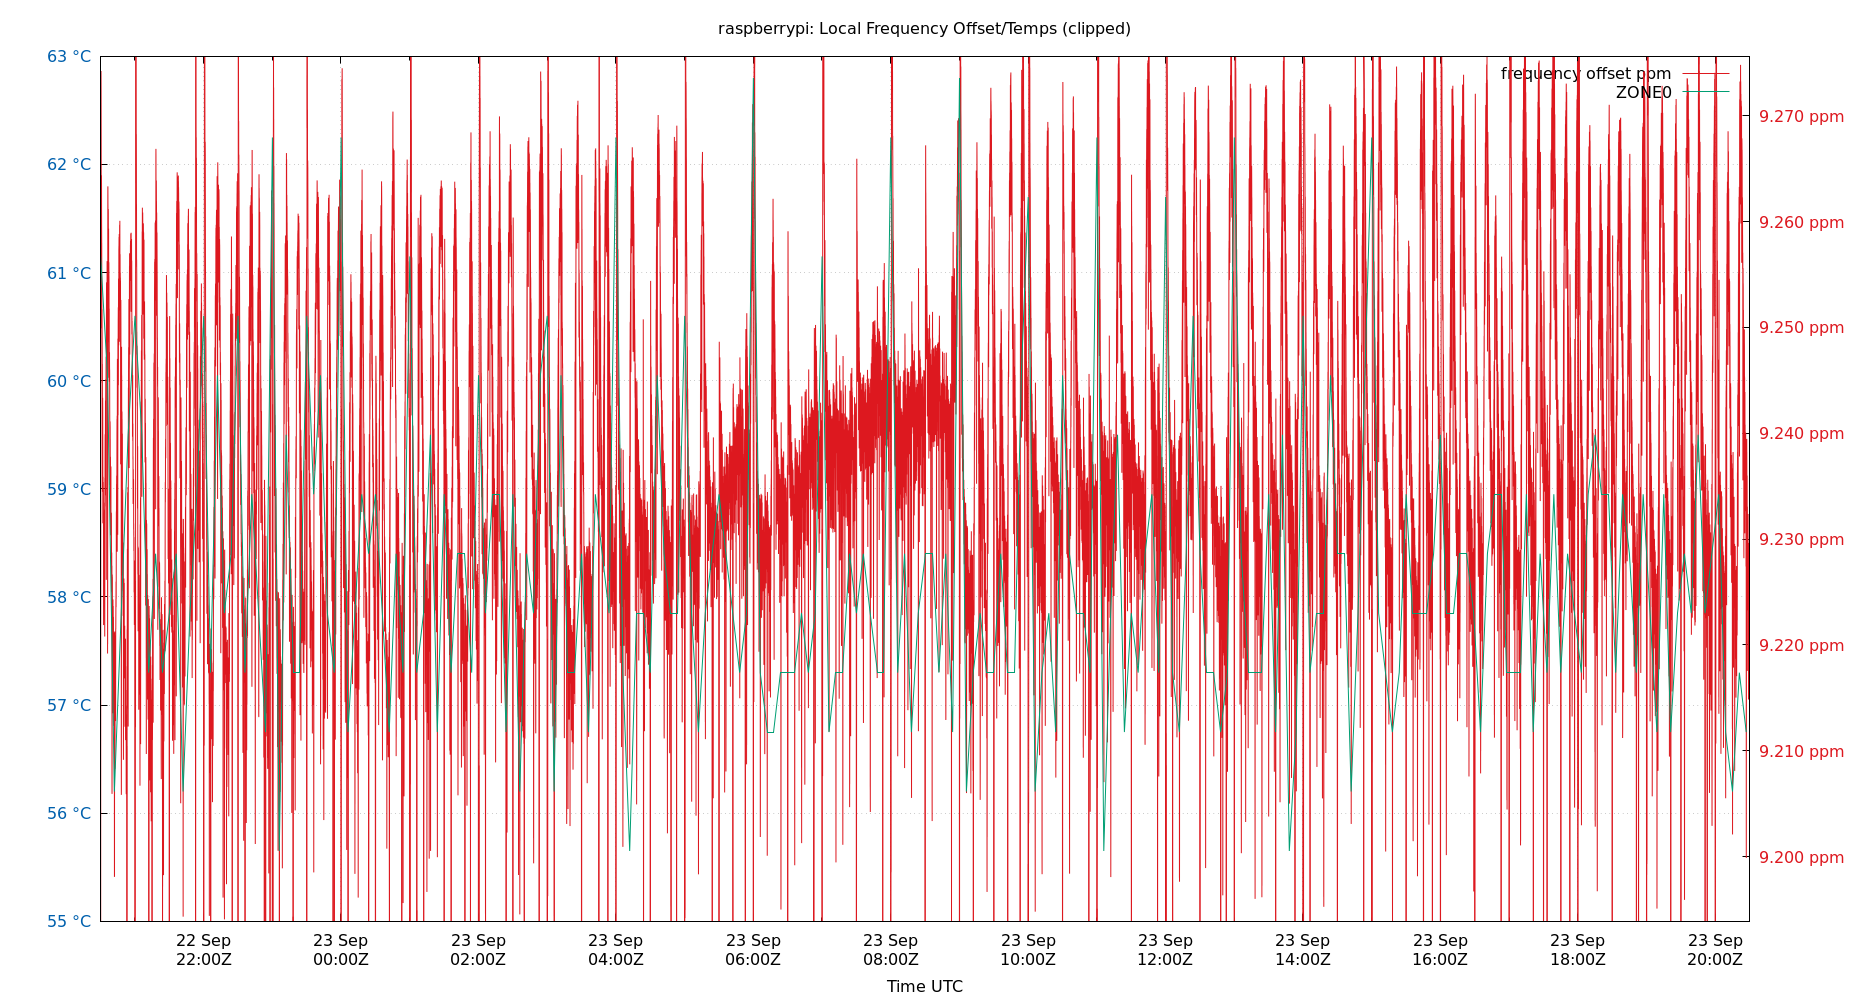 raspberrypi: Local Frequency Offset/Temps (clipped)
63 °C
62 °C
61 °C
60 °C
59 °C
58 °C
57 °C
56 °C
55 °C
frequency offset ppm
ZONE0
9.270 ppm
9.260 ppm
9.250 ppm
9.240 ppm
9.230 ppm
9.220 ppm
9.210 ppm
9.200 ppm
22 Sep
22:00Z
23 Sep
00:00Z
23 Sep
02:00Z
23 Sep
04:00Z
23 Sep
06:00Z
23 Sep
08:00Z
23 Sep
10:00Z
23 Sep
12:00Z
23 Sep
14:00Z
23 Sep
16:00Z
23 Sep
18:00Z
23 Sep
20:00Z
Time UTC